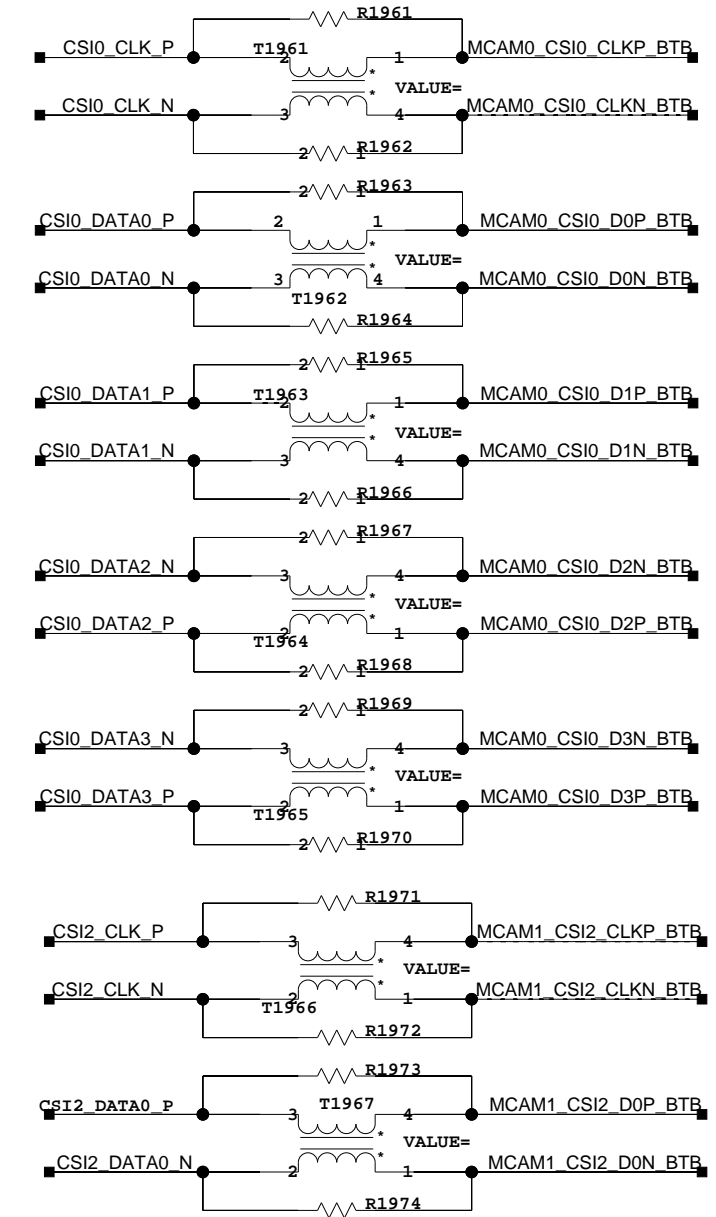 R1961
CSI0_CLK_P T1961 2 1 MCAM0_CSI0_CLKP_BTB
* * VALUE=
CSI0_CLK_N 3 4 MCAM0_CSI0_CLKN_BTB
2 1 R1962
2 1 R1963
CSI0_DATA0_P 2 1 MCAM0_CSI0_D0P_BTB
* * VALUE=
CSI0_DATA0_N 3 4 MCAM0_CSI0_D0N_BTB
T1962
R1964
2 1 R1965
CSI0_DATA1_P T1963 2 1 MCAM0_CSI0_D1P_BTB
* * VALUE=
CSI0_DATA1_N 3 4 MCAM0_CSI0_D1N_BTB
2 1 R1966
2 1 R1967
CSI0_DATA2_N 3 4 MCAM0_CSI0_D2N_BTB
* * VALUE=
CSI0_DATA2_P 2 1 MCAM0_CSI0_D2P_BTB
T1964
2 1 R1968
2 1 R1969
CSI0_DATA3_N 3 4 MCAM0_CSI0_D3N_BTB
* * VALUE=
CSI0_DATA3_P 2 1 MCAM0_CSI0_D3P_BTB
T1965
2 1 R1970
R1971
CSI2_CLK_P 3 4 MCAM1_CSI2_CLKP_BTB
* * VALUE=
CSI2_CLK_N 2 1 MCAM1_CSI2_CLKN_BTB
T1966
R1972
R1973
CSI2_DATA0_P 3 T1967 4 MCAM1_CSI2_D0P_BTB
* * VALUE=
CSI2_DATA0_N 2 1 MCAM1_CSI2_D0N_BTB
R1974